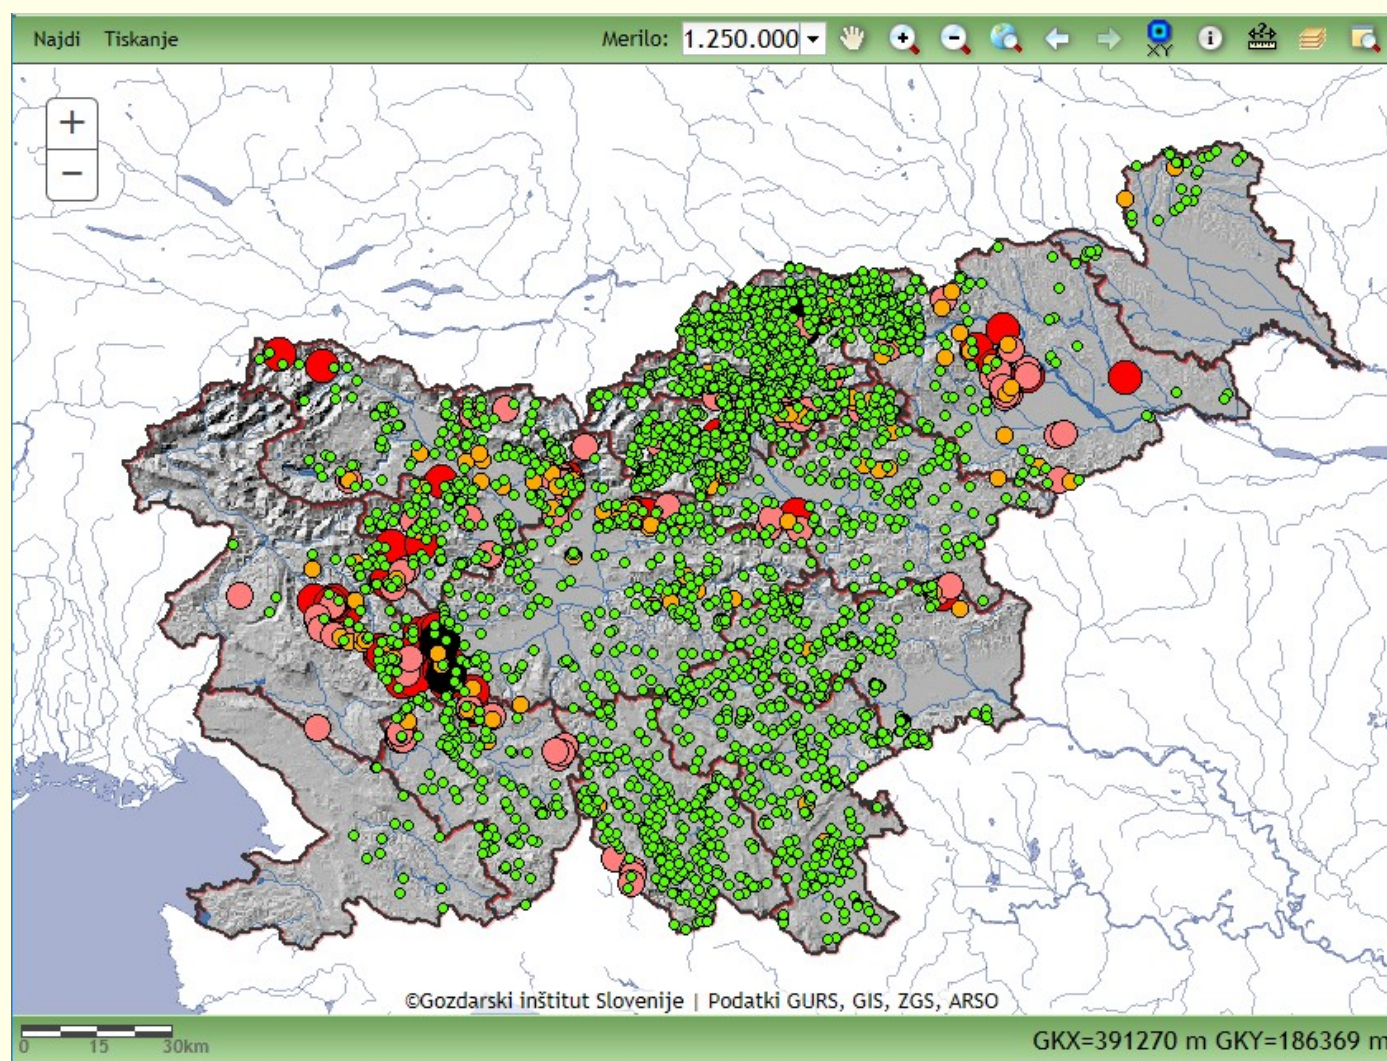 Najdi Tiskanje Merilo: 1.250.000 XY i ?
+
−
©Gozdarski inštitut Slovenije | Podatki GURS, GIS, ZGS, ARSO
0 15 30km
GKX=391270 m GKY=186369 m